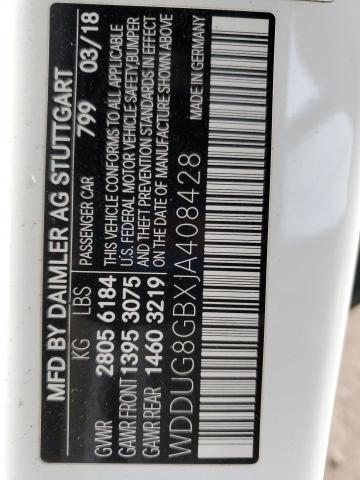 MFD BY DAIMLER AG STUTTGART
KG LBS PASSENGER CAR 799 03/18
GVWR 2805 6184 THIS VEHICLE CONFORMS TO ALL APPLICABLE
U.S. FEDERAL MOTOR VEHICLE SAFETY,BUMPER
GAWR FRONT 1395 3075 AND THEFT PREVENTION STANDARDS IN EFFECT
GAWR REAR 1460 3219 ON THE DATE OF MANUFACTURE SHOWN ABOVE
WDDUG8GBXJA408428 MADE IN GERMANY